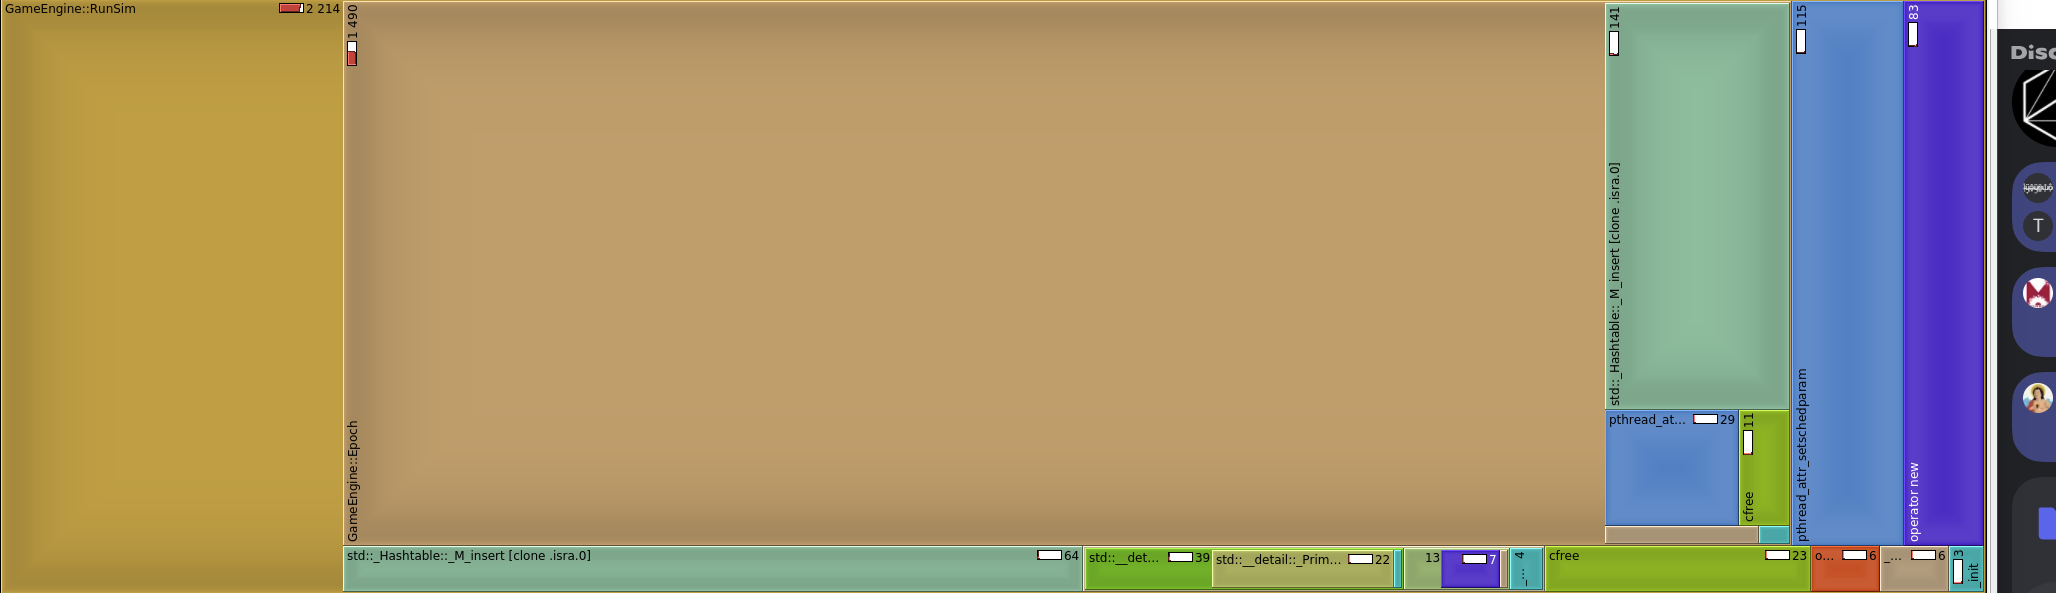 GameEngine::RunSim 2 214
GameEngine::Epoch 1 490
std::_Hashtable::_M_insert [clone .isra.0] 141
pthread_at... 29
cfree 11
pthread_attr_setschedparam 115
operator new 83
std::_Hashtable::_M_insert [clone .isra.0] 64
std::__det... 39
std::__detail::_Prim... 22
13
7
_... 4
cfree 23
o... 6
_... 6
_init 3
Disc
T